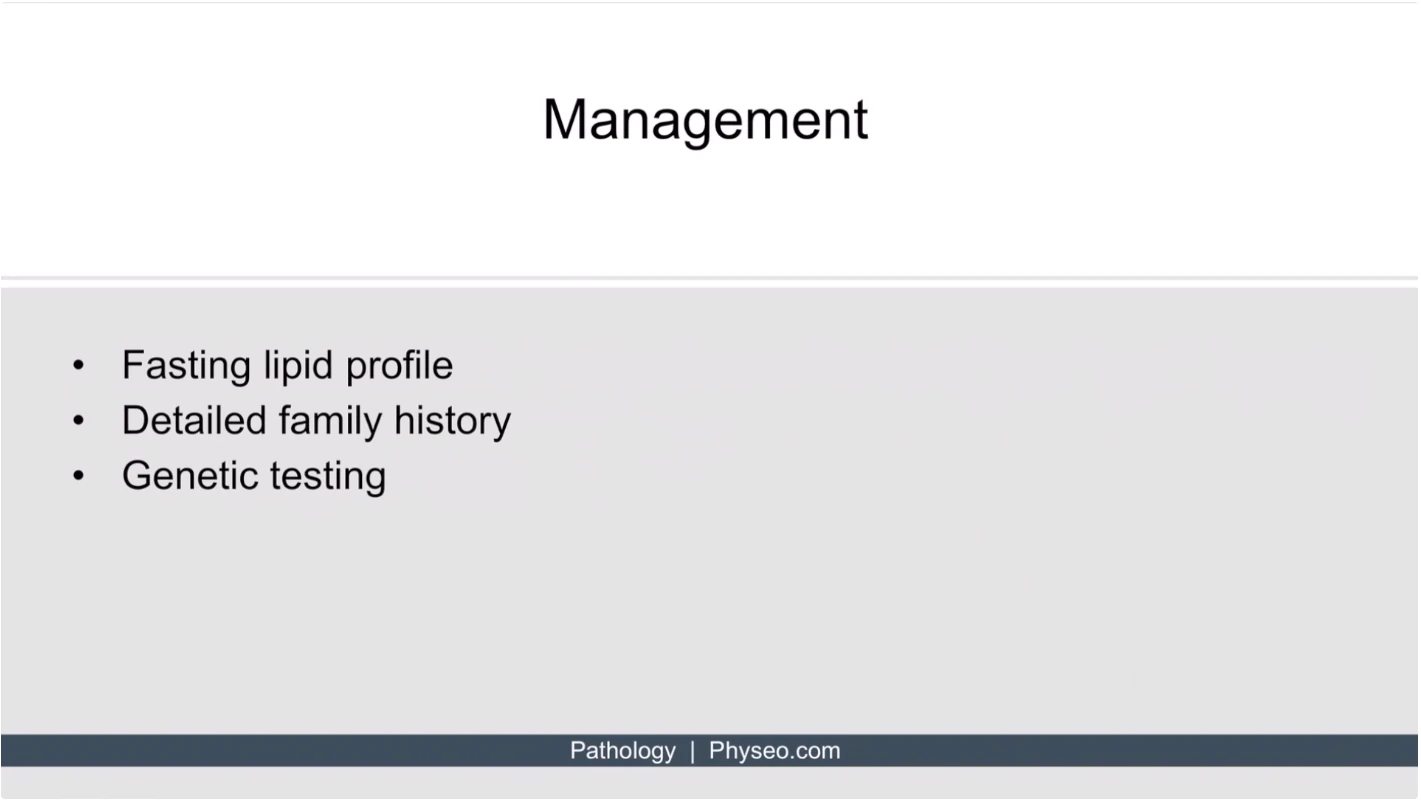 Management
• Fasting lipid profile
• Detailed family history
• Genetic testing
Pathology | Physeo.com